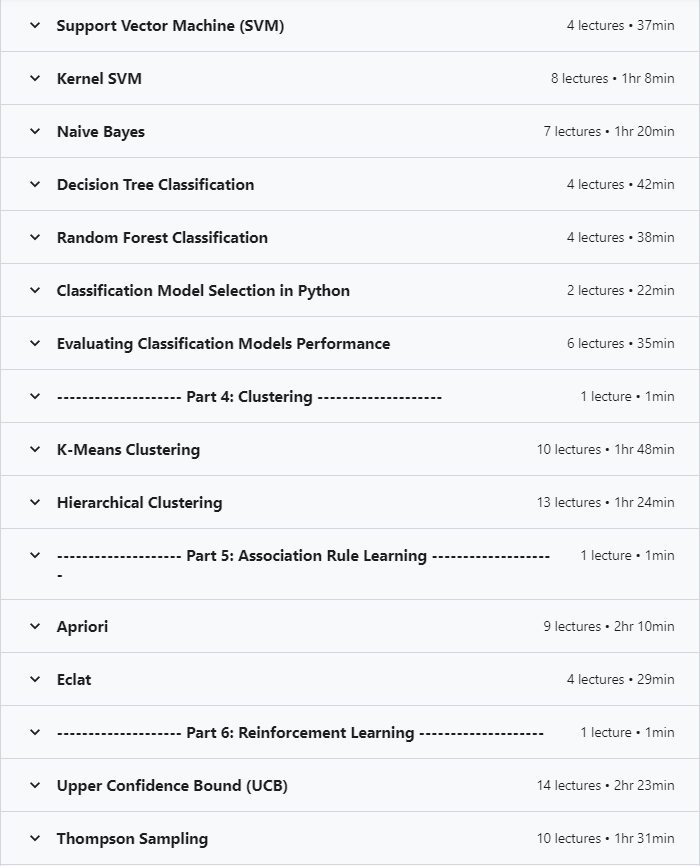 Support Vector Machine (SVM) 4 lectures • 37min
Kernel SVM 8 lectures • 1hr 8min
Naive Bayes 7 lectures • 1hr 20min
Decision Tree Classification 4 lectures • 42min
Random Forest Classification 4 lectures • 38min
Classification Model Selection in Python 2 lectures • 22min
Evaluating Classification Models Performance 6 lectures • 35min
-------------------- Part 4: Clustering -------------------- 1 lecture • 1min
K-Means Clustering 10 lectures • 1hr 48min
Hierarchical Clustering 13 lectures • 1hr 24min
-------------------- Part 5: Association Rule Learning ------------------- 1 lecture • 1min
-
Apriori 9 lectures • 2hr 10min
Eclat 4 lectures • 29min
-------------------- Part 6: Reinforcement Learning -------------------- 1 lecture • 1min
Upper Confidence Bound (UCB) 14 lectures • 2hr 23min
Thompson Sampling 10 lectures • 1hr 31min